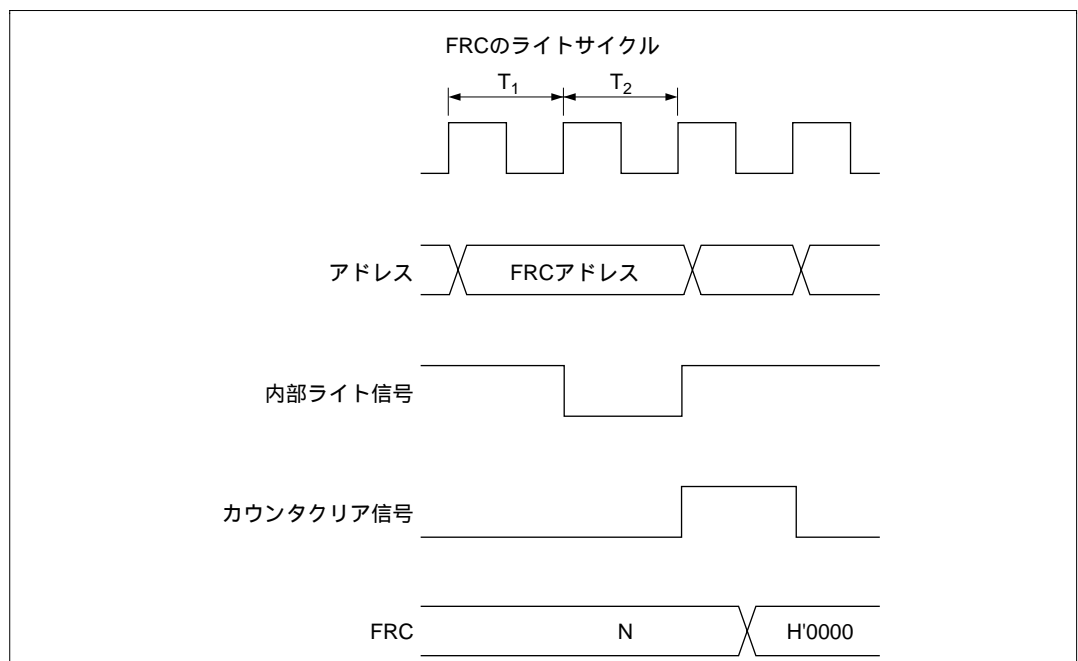 FRCのライトサイクル
T1 T2
アドレス FRCアドレス
内部ライト信号
カウンタクリア信号
FRC N H'0000